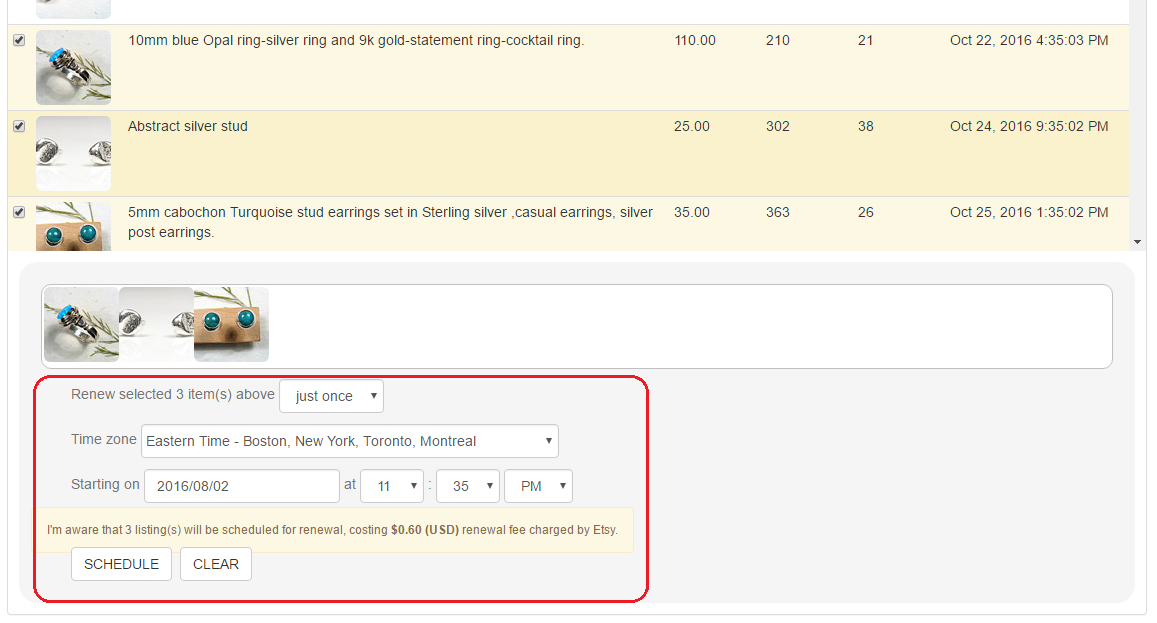 10mm blue Opal ring-silver ring and 9k gold-statement ring-cocktail ring. 110.00 210 21 Oct 22, 2016 4:35:03 PM
Abstract silver stud 25.00 302 38 Oct 24, 2016 9:35:02 PM
5mm cabochon Turquoise stud earrings set in Sterling silver ,casual earrings, silver 35.00 363 26 Oct 25, 2016 1:35:02 PM
post earrings.
Renew selected 3 item(s) above just once
Time zone Eastern Time - Boston, New York, Toronto, Montreal
Starting on 2016/08/02 at 11 : 35 PM
I'm aware that 3 listing(s) will be scheduled for renewal, costing $0.60 (USD) renewal fee charged by Etsy.
SCHEDULE CLEAR